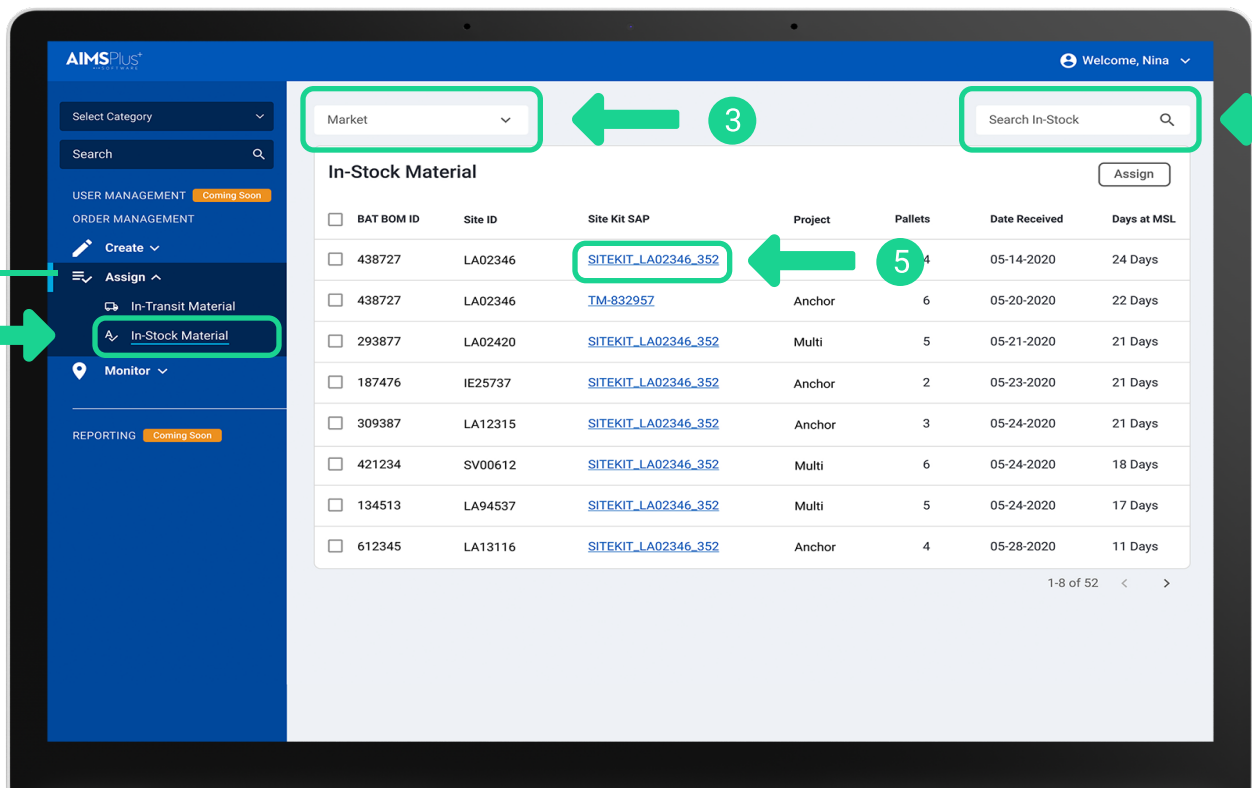 AIMSPlus+
SOFTWARE
Welcome, Nina
Select Category
Search
USER MANAGEMENT Coming Soon
ORDER MANAGEMENT
Create
Assign
In-Transit Material
In-Stock Material
Monitor
REPORTING Coming Soon
Market
3
Search In-Stock
In-Stock Material
Assign
BAT BOM ID Site ID Site Kit SAP Project Pallets Date Received Days at MSL
438727 LA02346 SITEKIT_LA02346_352 5 4 05-14-2020 24 Days
438727 LA02346 TM-832957 Anchor 6 05-20-2020 22 Days
293877 LA02420 SITEKIT_LA02346_352 Multi 5 05-21-2020 21 Days
187476 IE25737 SITEKIT_LA02346_352 Anchor 2 05-23-2020 21 Days
309387 LA12315 SITEKIT_LA02346_352 Anchor 3 05-24-2020 21 Days
421234 SV00612 SITEKIT_LA02346_352 Multi 6 05-24-2020 18 Days
134513 LA94537 SITEKIT_LA02346_352 Multi 5 05-24-2020 17 Days
612345 LA13116 SITEKIT_LA02346_352 Anchor 4 05-28-2020 11 Days
1-8 of 52